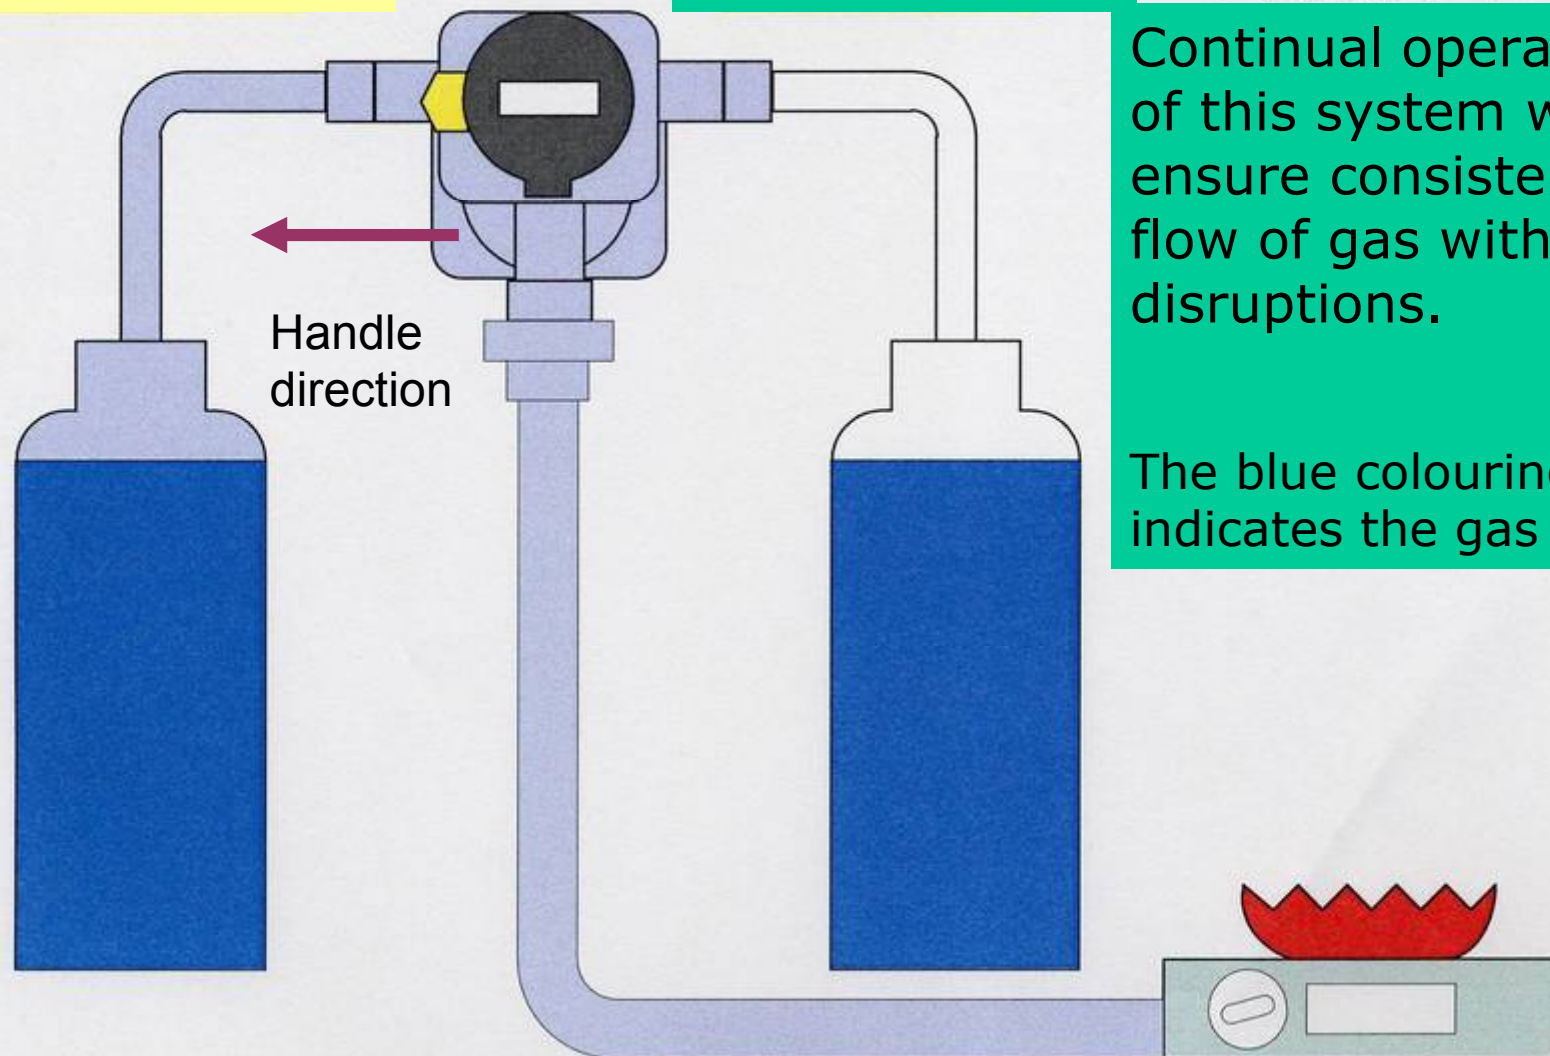 Continual opera
of this system w
ensure consiste
flow of gas with
disruptions.
The blue colouring
indicates the gas
Handle
direction